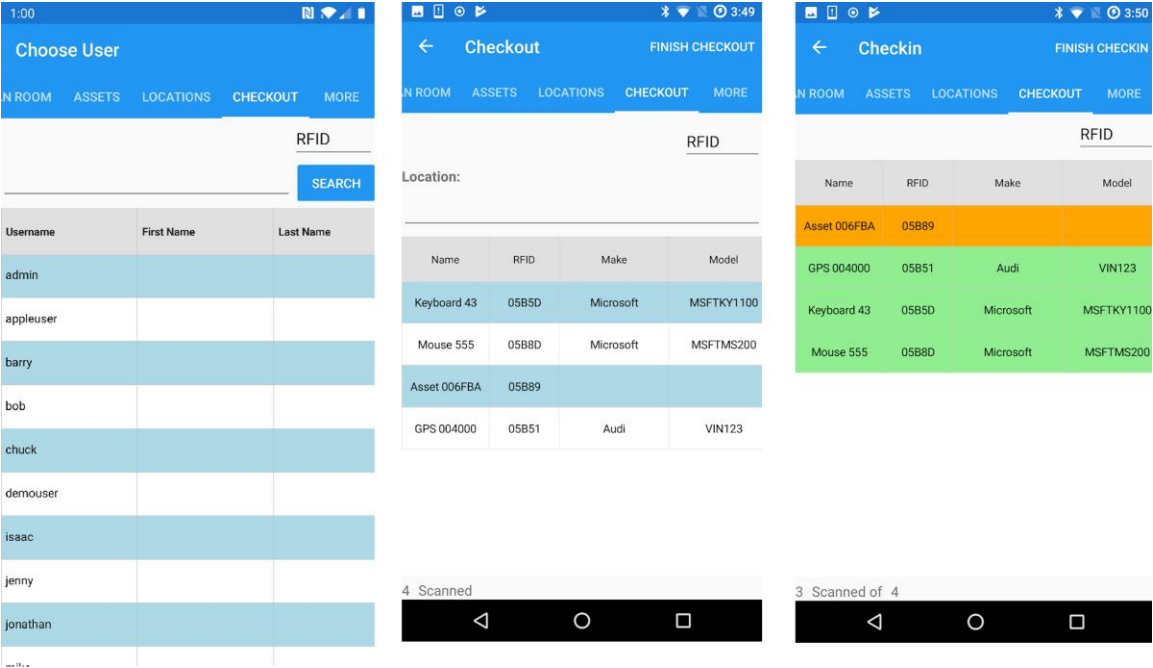 1:00
Choose User
N ROOM ASSETS LOCATIONS CHECKOUT MORE
RFID
SEARCH
Username First Name Last Name
admin
appleuser
barry
bob
chuck
demouser
isaac
jenny
jonathan
3:49
Checkout FINISH CHECKOUT
N ROOM ASSETS LOCATIONS CHECKOUT MORE
RFID
Location:
Name RFID Make Model
Keyboard 43 05B5D Microsoft MSFTKY1100
Mouse 555 05B8D Microsoft MSFTMS200
Asset 006FBA 05B89
GPS 004000 05B51 Audi VIN123
4 Scanned
3:50
Checkin FINISH CHECKIN
N ROOM ASSETS LOCATIONS CHECKOUT MORE
RFID
Name RFID Make Model
Asset 006FBA 05B89
GPS 004000 05B51 Audi VIN123
Keyboard 43 05B5D Microsoft MSFTKY1100
Mouse 555 05B8D Microsoft MSFTMS200
3 Scanned of 4